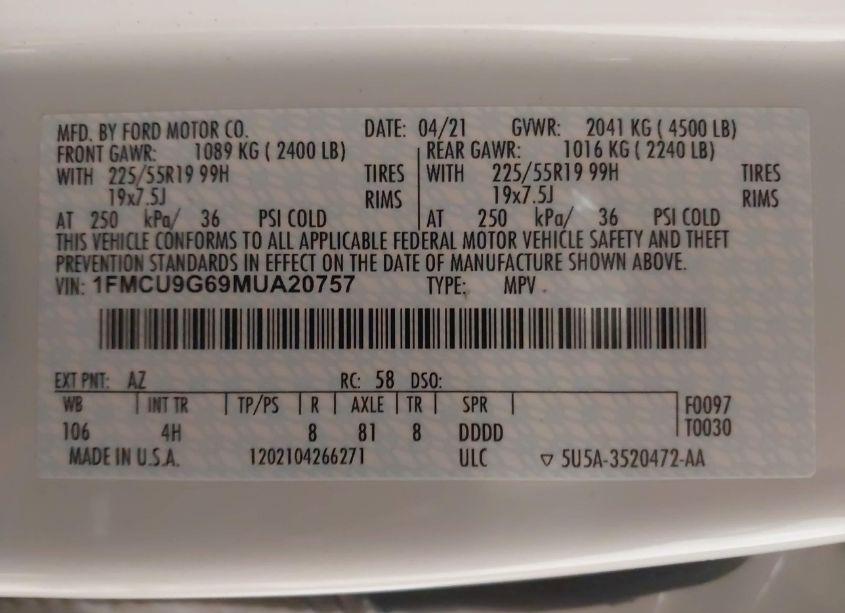 MFD. BY FORD MOTOR CO. DATE: 04/21 GVWR: 2041 KG ( 4500 LB)
FRONT GAWR: 1089 KG ( 2400 LB) REAR GAWR: 1016 KG ( 2240 LB)
WITH 225/55R19 99H TIRES WITH 225/55R19 99H TIRES
19x7.5J RIMS 19x7.5J RIMS
AT 250 kPa/ 36 PSI COLD AT 250 kPa/ 36 PSI COLD
THIS VEHICLE CONFORMS TO ALL APPLICABLE FEDERAL MOTOR VEHICLE SAFETY AND THEFT
PREVENTION STANDARDS IN EFFECT ON THE DATE OF MANUFACTURE SHOWN ABOVE.
VIN: 1FMCU9G69MUA20757 TYPE: MPV
EXT PNT: AZ RC: 58 DSO:
WB INT TR TP/PS R AXLE TR SPR F0097
106 4H 8 81 8 DDDD T0030
MADE IN U.S.A. 1202104266271 ULC ▽ 5U5A-3520472-AA